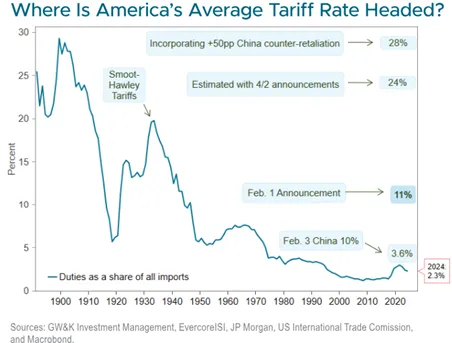 Where Is America's Average Tariff Rate Headed?
30
25
20
15
10
5
0
Percent
Incorporating +50pp China counter-retaliation
28%
Smoot-
Hawley
Tariffs
Estimated with 4/2 announcements
24%
Feb. 1 Announcement
11%
Feb. 3 China 10%
3.6%
2024:
2.3%
Duties as a share of all imports
1900 1910 1920 1930 1940 1950 1960 1970 1980 1990 2000 2010 2020
Sources: GW&K Investment Management, EvercoreISI, JP Morgan, US International Trade Comission,
and Macrobond.